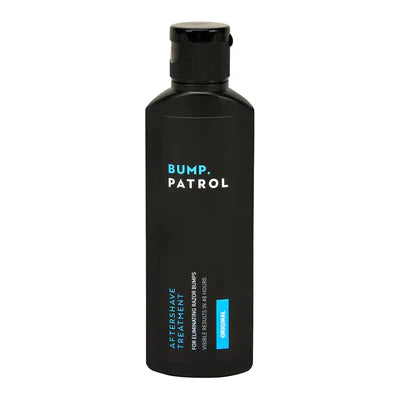 BUMP.
PATROL
AFTERSHAVE
TREATMENT
FOR ELIMINATING RAZOR BUMPS
VISIBLE RESULTS IN 48 HOURS
ORIGINAL